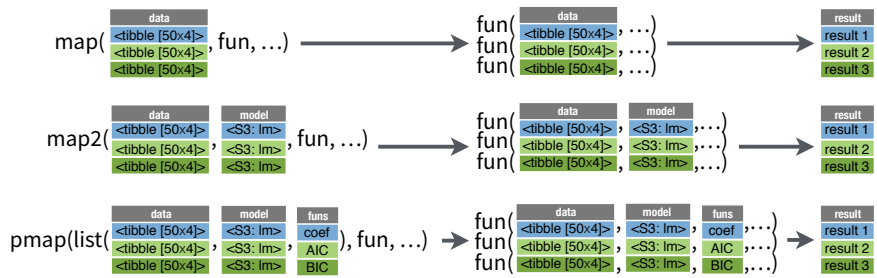 data data result
<tibble [50x4]> fun( <tibble [50x4]> , …) result 1
map( <tibble [50x4]> , fun, …) fun( <tibble [50x4]> , …) result 2
<tibble [50x4]> fun( <tibble [50x4]> , …) result 3
data model data model result
<tibble [50x4]> <S3: lm> fun( <tibble [50x4]> , <S3: lm> ,…) result 1
map2( <tibble [50x4]> , <S3: lm> , fun, …) fun( <tibble [50x4]> , <S3: lm> ,…) result 2
<tibble [50x4]> <S3: lm> fun( <tibble [50x4]> , <S3: lm> ,…) result 3
data model funs data model funs result
<tibble [50x4]> <S3: lm> coef fun( <tibble [50x4]> , <S3: lm> , coef ,…) result 1
pmap(list( <tibble [50x4]> , <S3: lm> , AIC ), fun, …) fun( <tibble [50x4]> , <S3: lm> , AIC ,…) result 2
<tibble [50x4]> <S3: lm> BIC fun( <tibble [50x4]> , <S3: lm> , BIC ,…) result 3